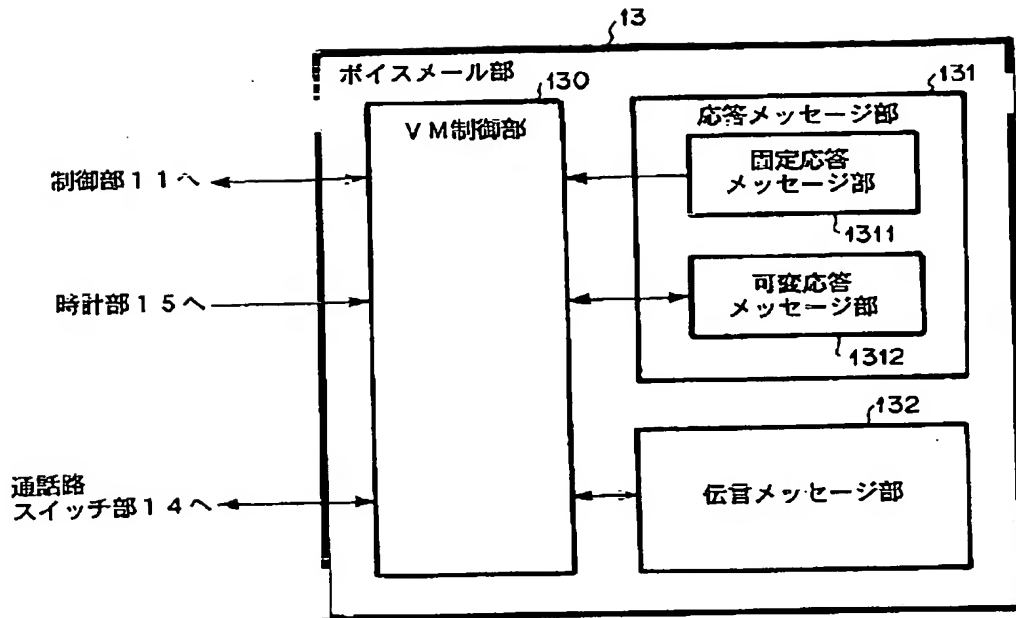 13
ボイスメール部
130
VM制御部
131
応答メッセージ部
固定応答
メッセージ部
1311
可変応答
メッセージ部
1312
132
伝言メッセージ部
制御部11へ
時計部15へ
通話路
スイッチ部14へ